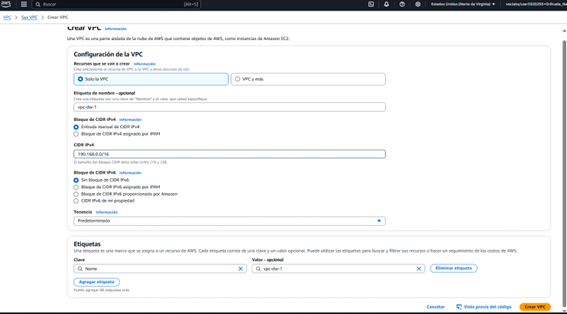 aws
Buscar
[Alt+S]
Estados Unidos (Norte de Virginia)
VPC > Sus VPC > Crear VPC
Crear VPC Información
Una VPC es una parte aislada de la nube de AWS que contiene objetos de AWS, como instancias de Amazon EC2.
Configuración de la VPC
Recursos que se van a crear Información
Cree únicamente el recurso de VPC o la VPC y otros recursos de red.
Solo la VPC
VPC y más
Etiqueta de nombre - opcional
Crea una etiqueta con una clave de "Nombre" y el valor que usted especifique.
vpc-dw-1
Bloque de CIDR IPv4 Información
Entrada manual de CIDR IPv4
Bloque de CIDR IPv4 asignado por IPAM
CIDR IPv4
190.168.0.0/16
El tamaño del bloque CIDR debe estar entre /16 y /28.
Bloque de CIDR IPv6 Información
Sin bloque de CIDR IPv6
Bloque de CIDR IPv6 asignado por IPAM
Bloque de CIDR IPv6 proporcionado por Amazon
CIDR IPv6 de mi propiedad
Tenencia Información
Predeterminado
Etiquetas
Una etiqueta es una marca que se asigna a un recurso de AWS. Cada etiqueta consta de una clave y un valor opcional. Puede utilizar las etiquetas para buscar y filtrar sus recursos o hacer un seguimiento de los costos de AWS.
Clave
Valor - opcional
Name
vpc-dw-1
Eliminar etiqueta
Agregar etiqueta
Puede agregar 49 etiquetas más
Cancelar
Vista previa del código
Crear VPC